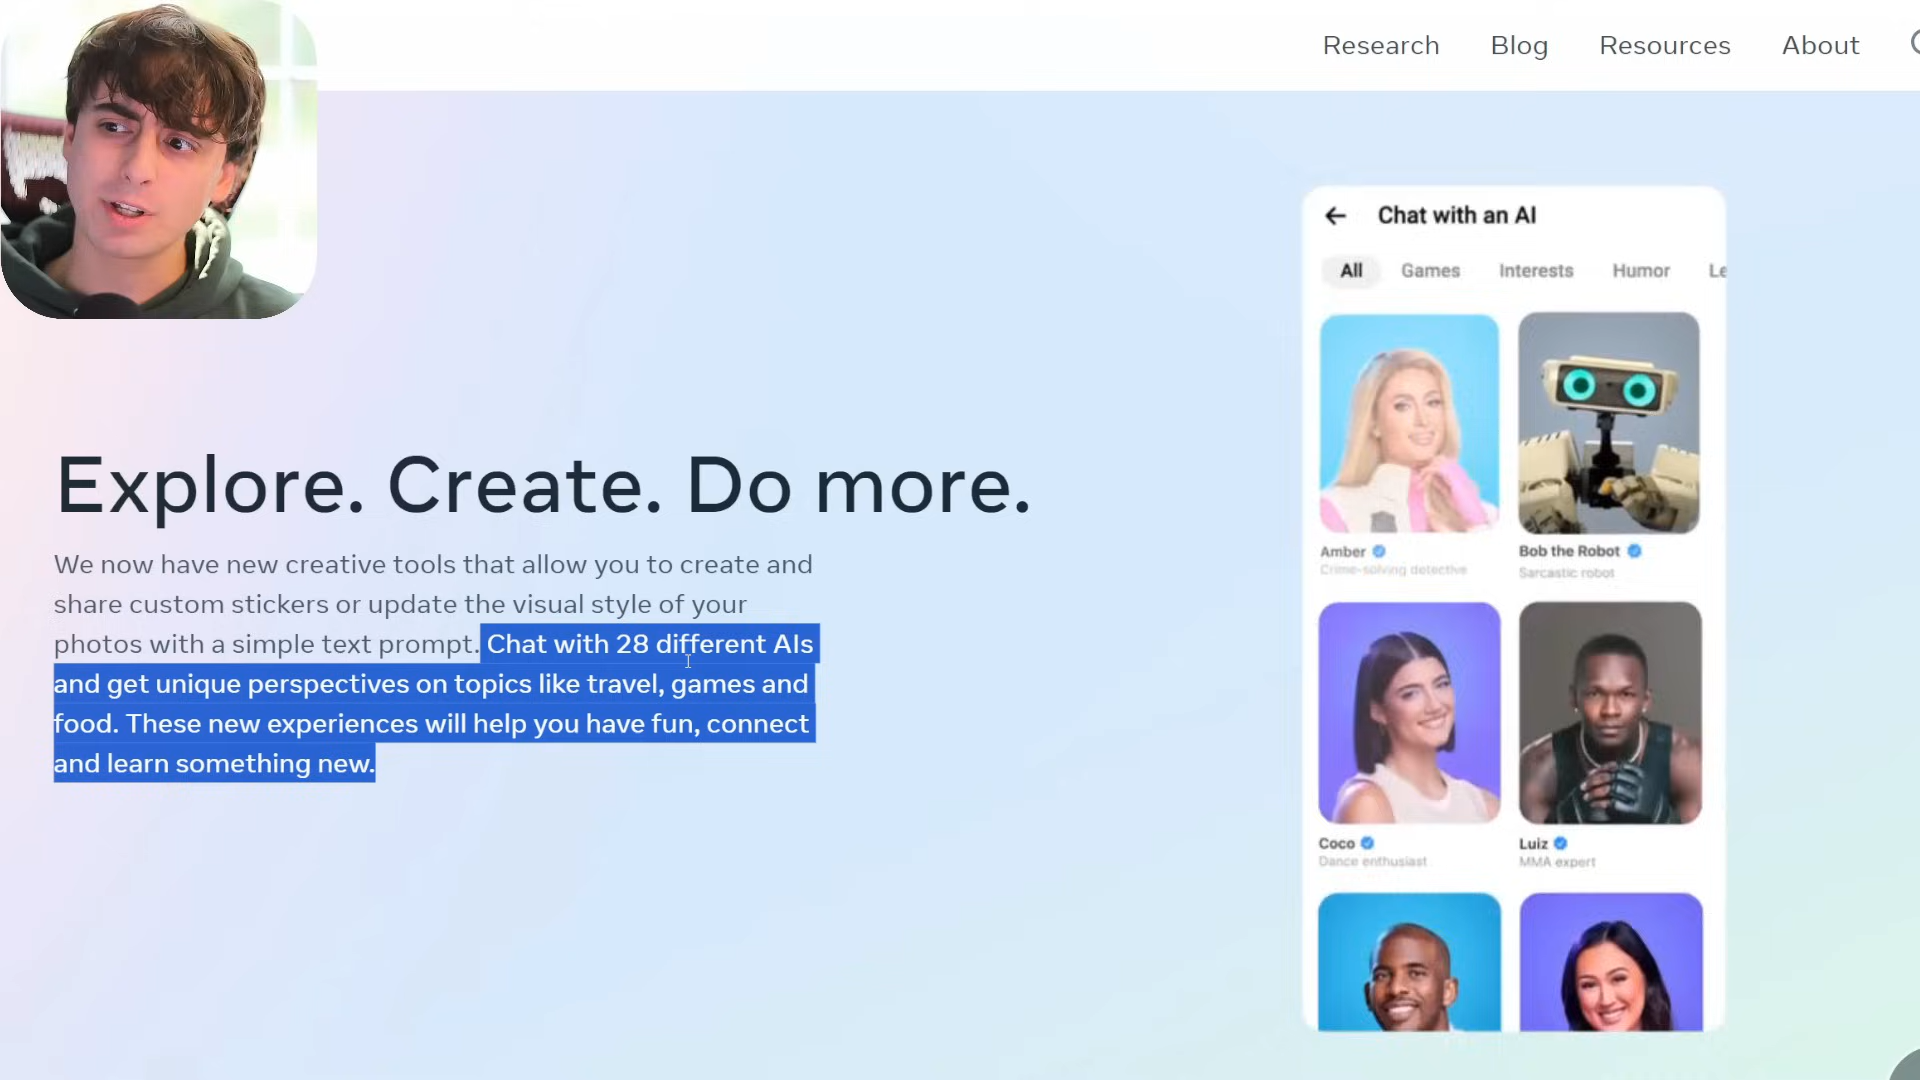 Research Blog Resources About
Chat with an AI
All Games Interests Humor Le
Amber
Crime-solving detective
Bob the Robot
Sarcastic robot
Explore. Create. Do more.
We now have new creative tools that allow you to create and
share custom stickers or update the visual style of your
photos with a simple text prompt. Chat with 28 different AIs
and get unique perspectives on topics like travel, games and
food. These new experiences will help you have fun, connect
and learn something new.
Coco
Dance enthusiast
Luiz
MMA expert